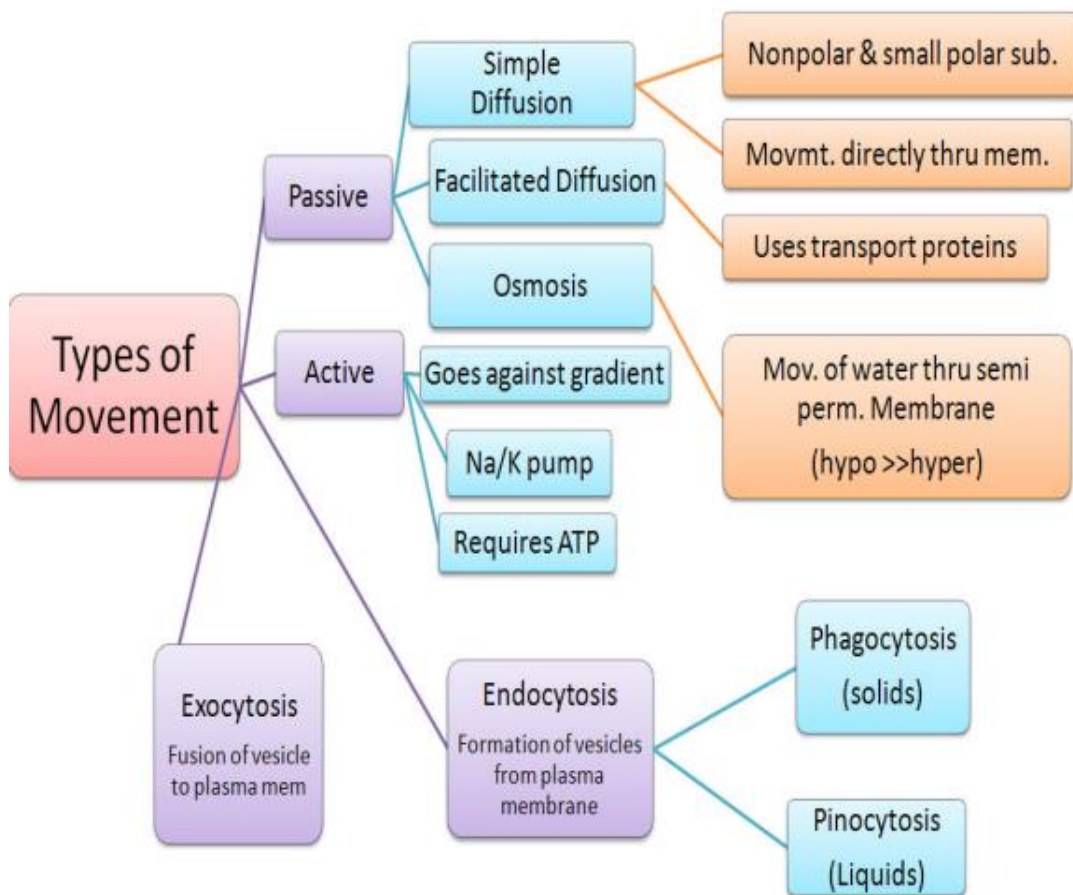 Types of
Movement
Passive
Simple
Diffusion
Nonpolar & small polar sub.
Movmt. directly thru mem.
Facilitated Diffusion
Uses transport proteins
Osmosis
Mov. of water thru semi
perm. Membrane
(hypo >>hyper)
Active
Goes against gradient
Na/K pump
Requires ATP
Exocytosis
Fusion of vesicle
to plasma mem
Endocytosis
Formation of vesicles
from plasma
membrane
Phagocytosis
(solids)
Pinocytosis
(Liquids)